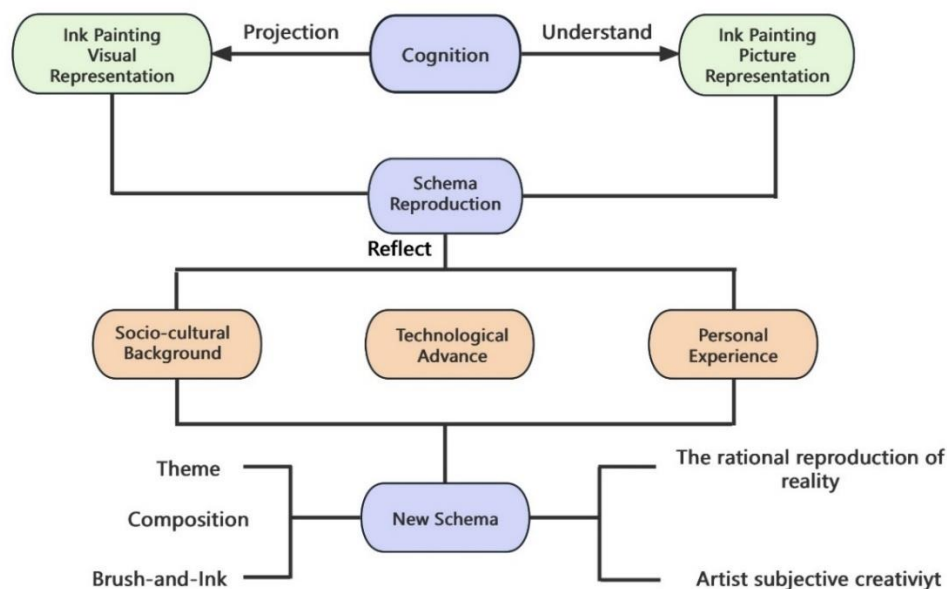 Ink Painting
Visual
Representation
Projection
Cognition
Understand
Ink Painting
Picture
Representation
Schema
Reproduction
Reflect
Socio-cultural
Background
Technological
Advance
Personal
Experience
Theme
Composition
Brush-and-Ink
New Schema
The rational reproduction of
reality
Artist subjective creativiyt